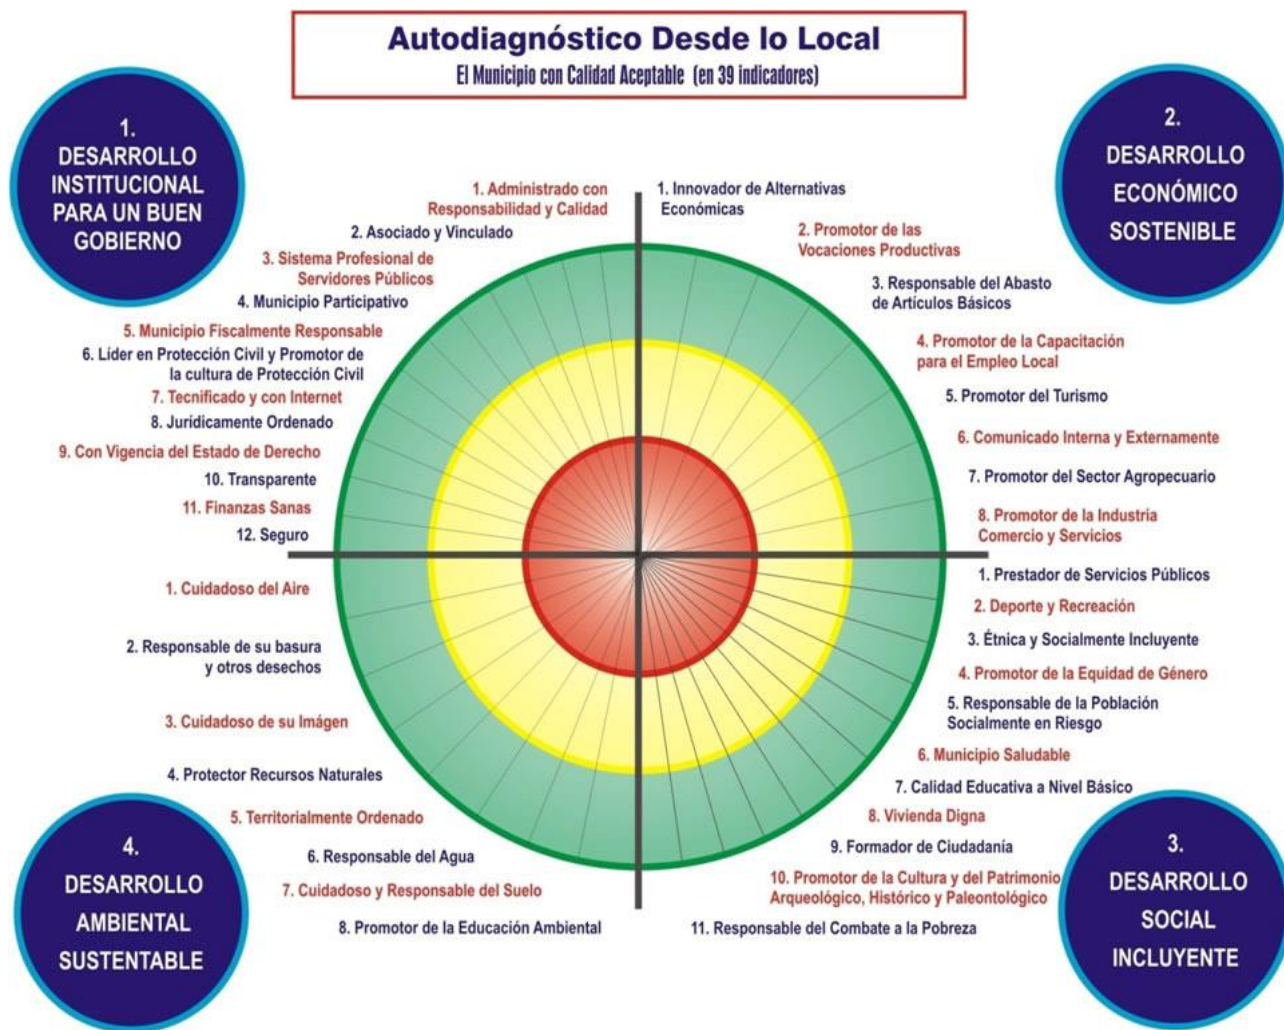 Autodiagnóstico Desde lo Local
El Municipio con Calidad Aceptable (en 39 indicadores)
1.
DESARROLLO
INSTITUCIONAL
PARA UN BUEN
GOBIERNO
1. Administrado con
Responsabilidad y Calidad
2. Asociado y Vinculado
3. Sistema Profesional de
Servidores Públicos
4. Municipio Participativo
5. Municipio Fiscalmente Responsable
6. Líder en Protección Civil y Promotor de
la cultura de Protección Civil
7. Tecnificado y con Internet
8. Jurídicamente Ordenado
9. Con Vigencia del Estado de Derecho
10. Transparente
11. Finanzas Sanas
12. Seguro
2.
DESARROLLO
ECONÓMICO
SOSTENIBLE
1. Innovador de Alternativas
Económicas
2. Promotor de las
Vocaciones Productivas
3. Responsable del Abasto
de Artículos Básicos
4. Promotor de la Capacitación
para el Empleo Local
5. Promotor del Turismo
6. Comunicado Interna y Externamente
7. Promotor del Sector Agropecuario
8. Promotor de la Industria
Comercio y Servicios
1. Prestador de Servicios Públicos
2. Deporte y Recreación
3. Étnica y Socialmente Incluyente
4. Promotor de la Equidad de Género
5. Responsable de la Población
Socialmente en Riesgo
6. Municipio Saludable
7. Calidad Educativa a Nivel Básico
8. Vivienda Digna
9. Formador de Ciudadanía
10. Promotor de la Cultura y del Patrimonio
Arqueológico, Histórico y Paleontológico
11. Responsable del Combate a la Pobreza
3.
DESARROLLO
SOCIAL
INCLUYENTE
1. Cuidadoso del Aire
2. Responsable de su basura
y otros desechos
3. Cuidadoso de su Imágen
4. Protector Recursos Naturales
5. Territorialmente Ordenado
6. Responsable del Agua
7. Cuidadoso y Responsable del Suelo
8. Promotor de la Educación Ambiental
4.
DESARROLLO
AMBIENTAL
SUSTENTABLE